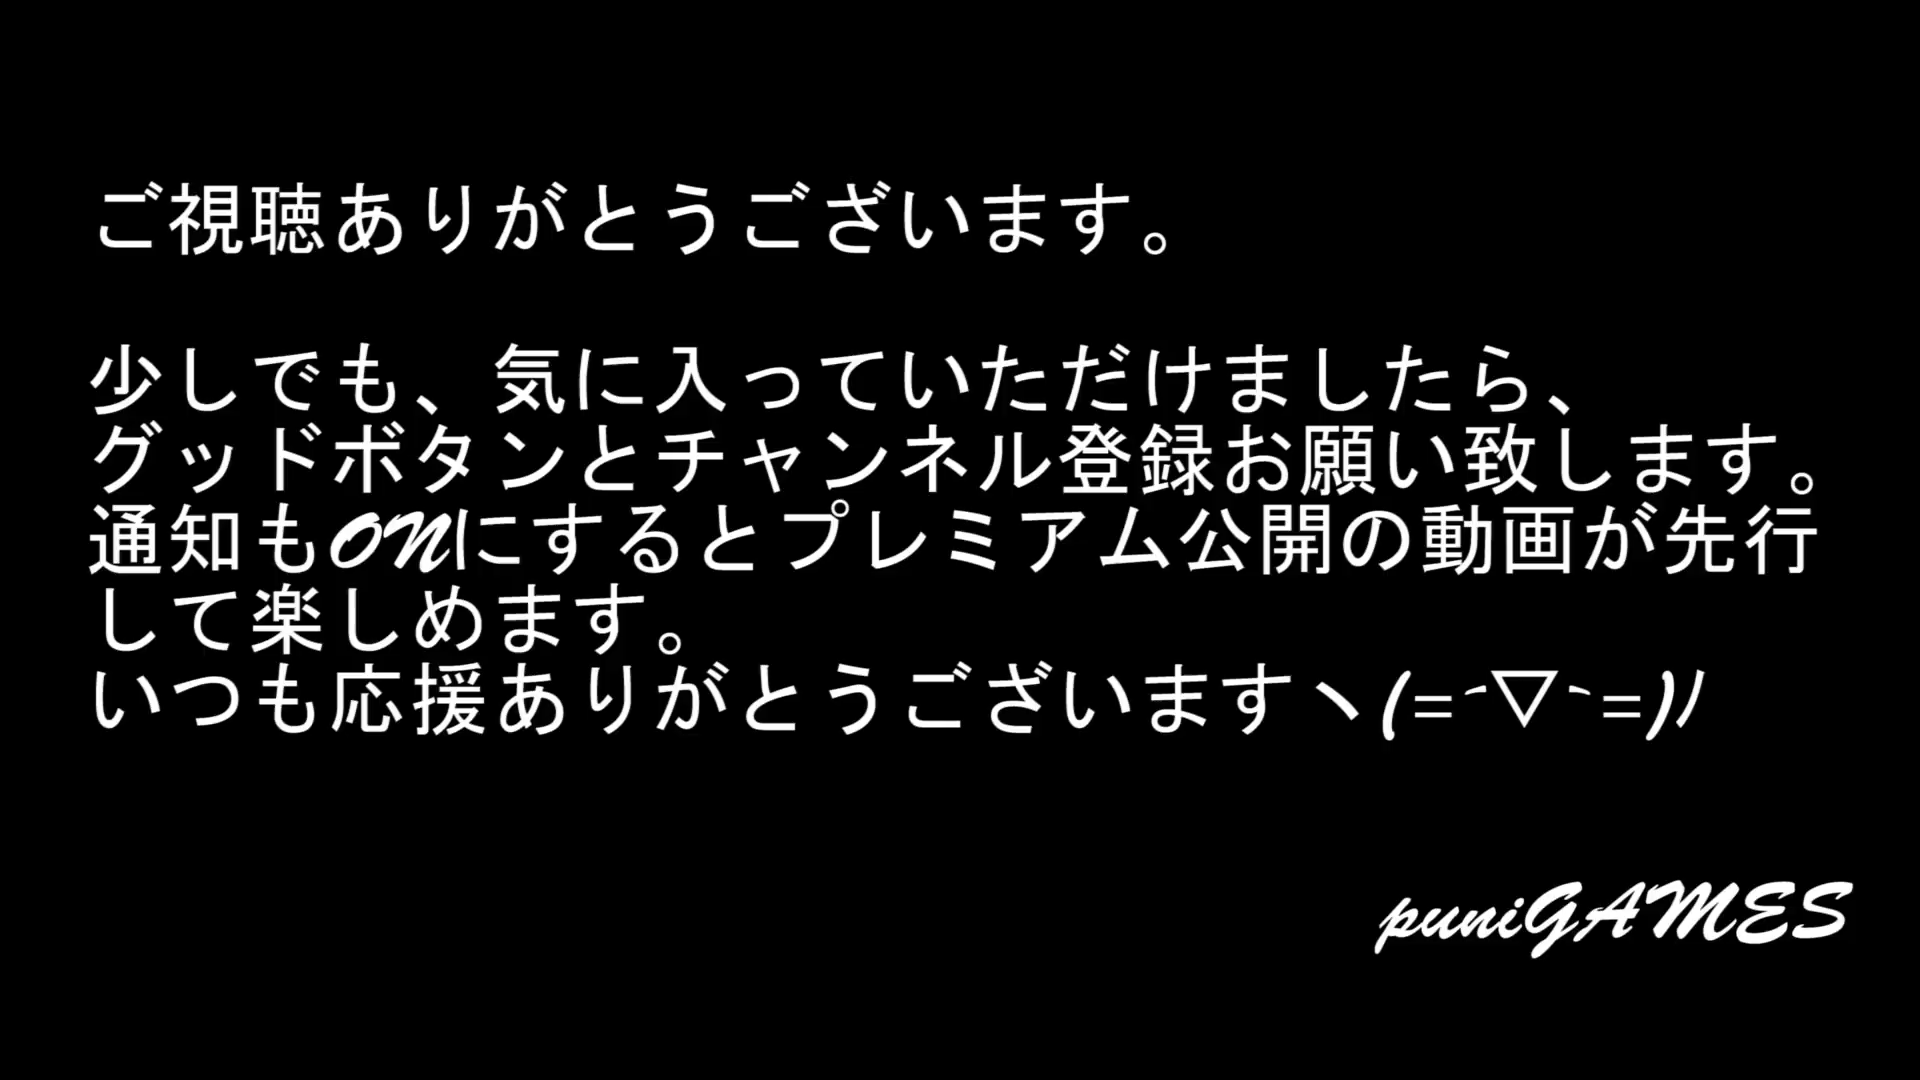 ご視聴ありがとうございます。
少しでも、気に入っていただけましたら、
グッドボタンとチャンネル登録お願い致します。
通知もONにするとプレミアム公開の動画が先行
して楽しめます。
いつも応援ありがとうございますヽ(=´▽`=)ﾉ
puniGAMES